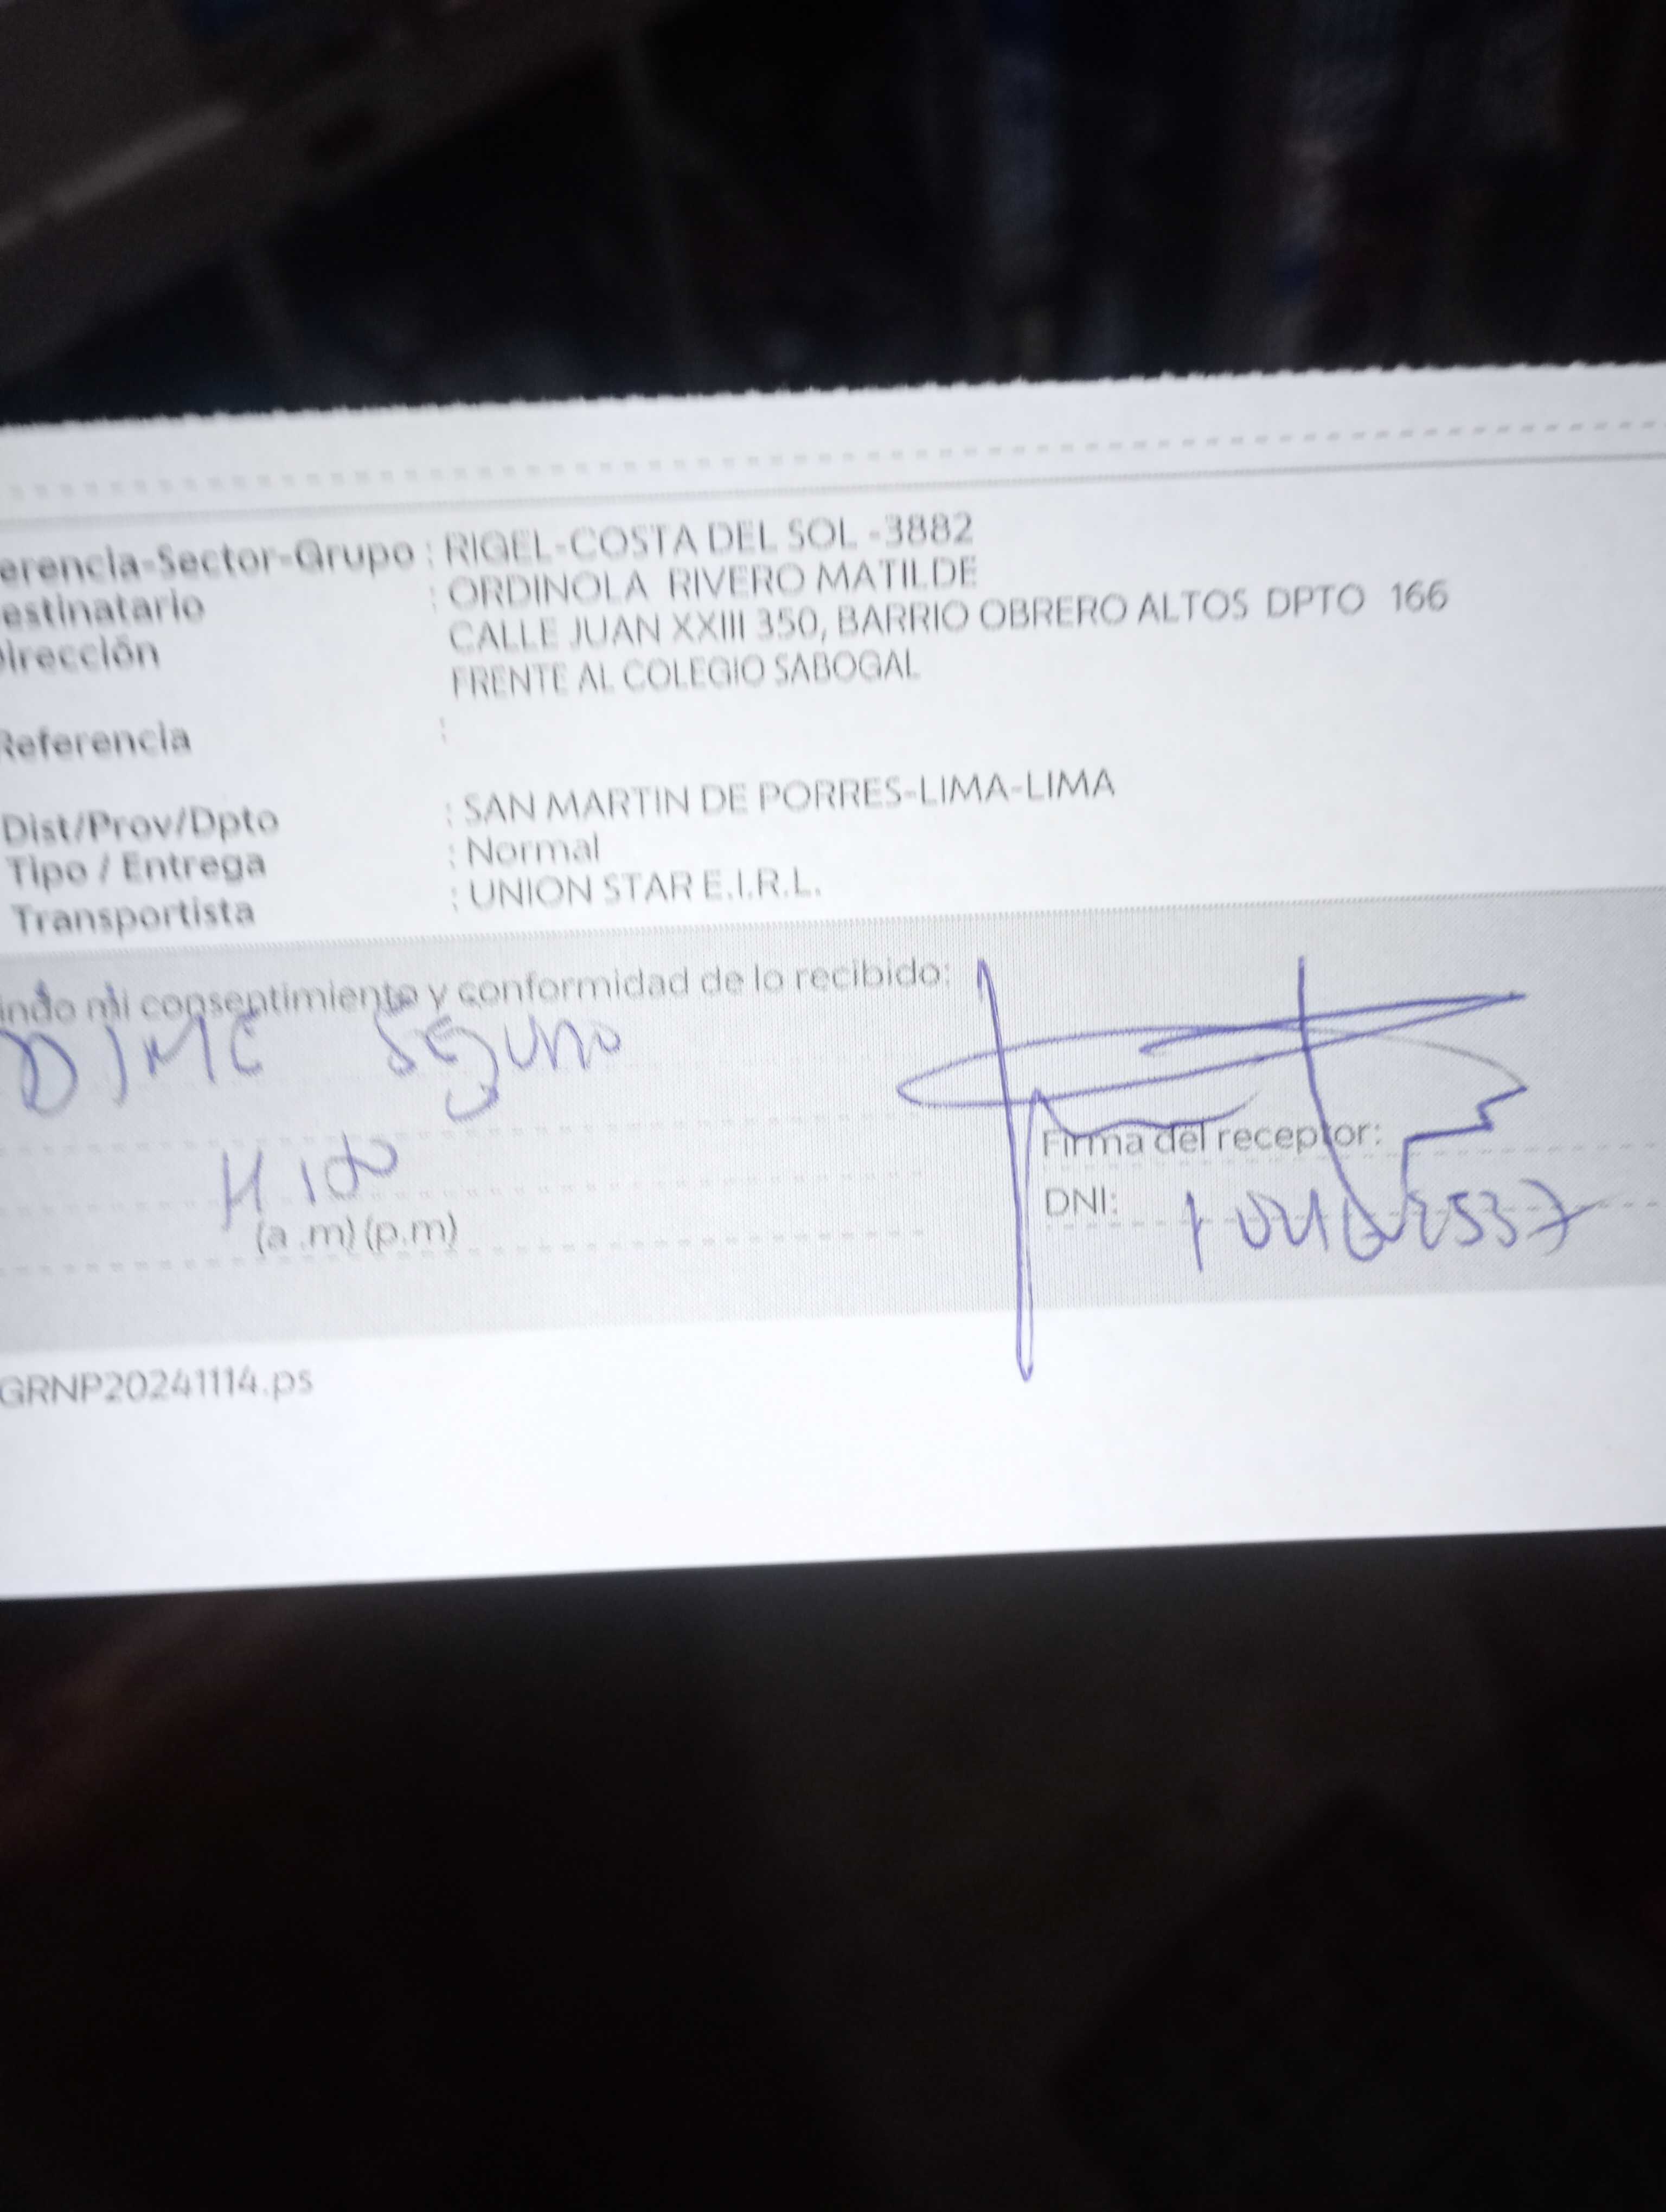 erencia-Sector-Grupo : RIGEL-COSTA DEL SOL -3882
estinatario : ORDINOLA RIVERO MATILDE
irección CALLE JUAN XXIII 350, BARRIO OBRERO ALTOS DPTO 166
FRENTE AL COLEGIO SABOGAL
Referencia :
Dist/Prov/Dpto : SAN MARTIN DE PORRES-LIMA-LIMA
Tipo / Entrega : Normal
Transportista : UNION STAR E.I.R.L.
indo mi consentimiento y conformidad de lo recibido:
Firma del receptor:
DNI:
(a .m) (p.m)
GRNP20241114.ps